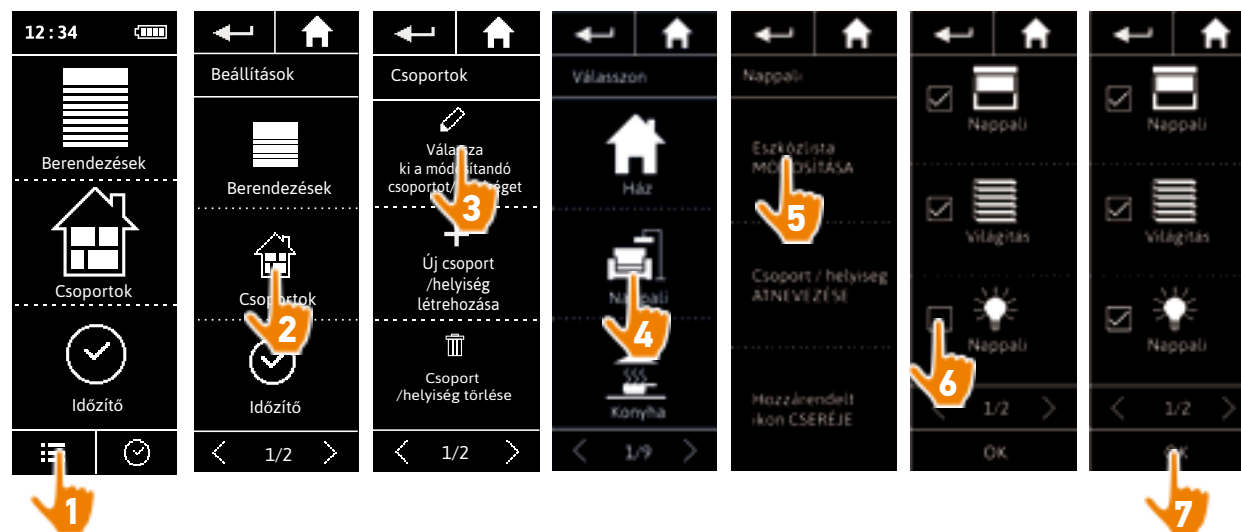 12:34
Berendezések
Csoportok
Időzítő
1
Beállítások
Berendezések
Csoportok
2
Időzítő
1/2
Csoportok
ki a módosítandó
3
Új csoport
/helyiség
létrehozása
Csoport
/helyiség törlése
1/2
Válasszon
Ház
Nappali
4
Konyha
1/9
Nappali
Eszközlista
MÓDOSÍTÁSA
5
Csoport / helyiség
ÁTNEVEZÉSE
Hozzárendelt
ikon CSERÉJE
Nappali
Világítás
Nappali
6
1/2
OK
Nappali
Világítás
Nappali
1/2
OK
7